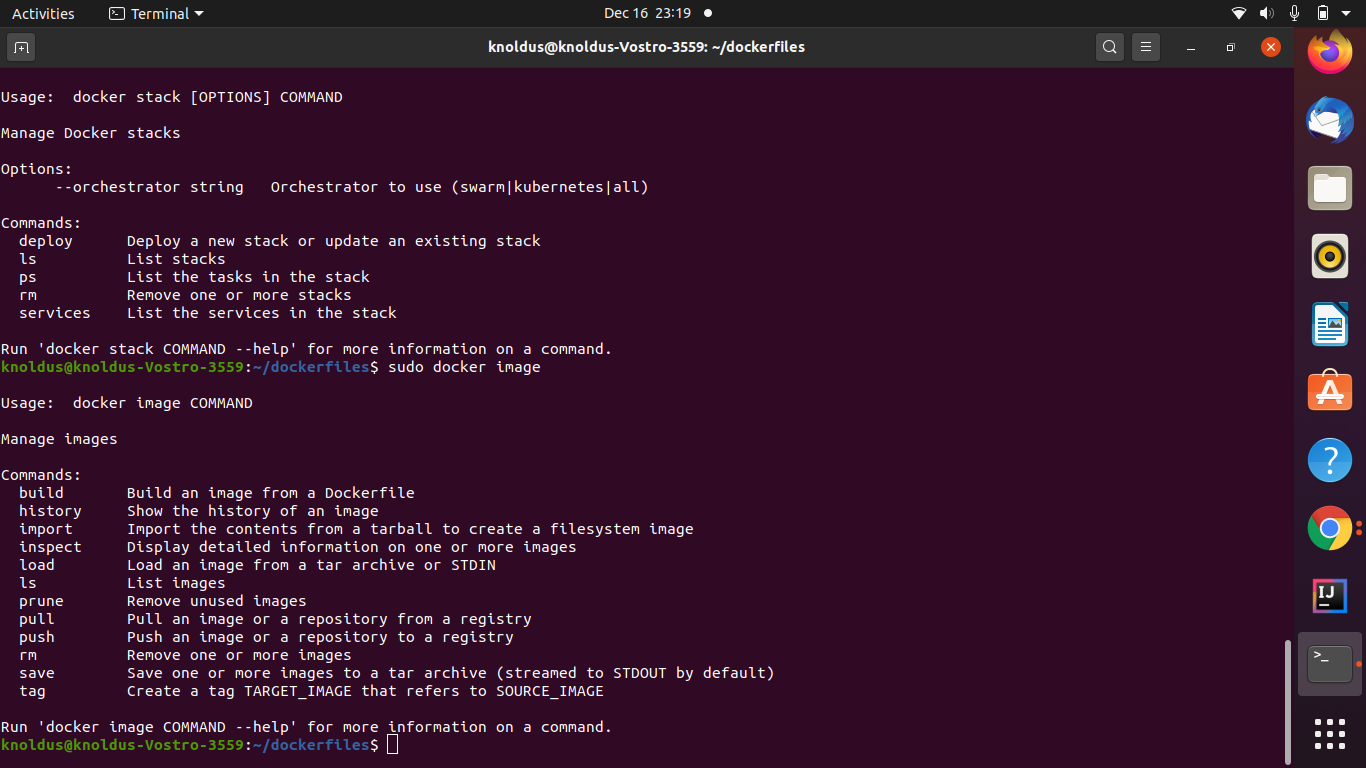 Activities
Terminal
Dec 16 23:19
knoldus@knoldus-Vostro-3559: ~/dockerfiles
Usage:  docker stack [OPTIONS] COMMAND
Manage Docker stacks
Options:
      --orchestrator string   Orchestrator to use (swarm|kubernetes|all)
Commands:
  deploy      Deploy a new stack or update an existing stack
  ls          List stacks
  ps          List the tasks in the stack
  rm          Remove one or more stacks
  services    List the services in the stack
Run 'docker stack COMMAND --help' for more information on a command.
knoldus@knoldus-Vostro-3559:~/dockerfiles$ sudo docker image
Usage:  docker image COMMAND
Manage images
Commands:
  build       Build an image from a Dockerfile
  history     Show the history of an image
  import      Import the contents from a tarball to create a filesystem image
  inspect     Display detailed information on one or more images
  load        Load an image from a tar archive or STDIN
  ls          List images
  prune       Remove unused images
  pull        Pull an image or a repository from a registry
  push        Push an image or a repository to a registry
  rm          Remove one or more images
  save        Save one or more images to a tar archive (streamed to STDOUT by default)
  tag         Create a tag TARGET_IMAGE that refers to SOURCE_IMAGE
Run 'docker image COMMAND --help' for more information on a command.
knoldus@knoldus-Vostro-3559:~/dockerfiles$
A
?
IJ
>_